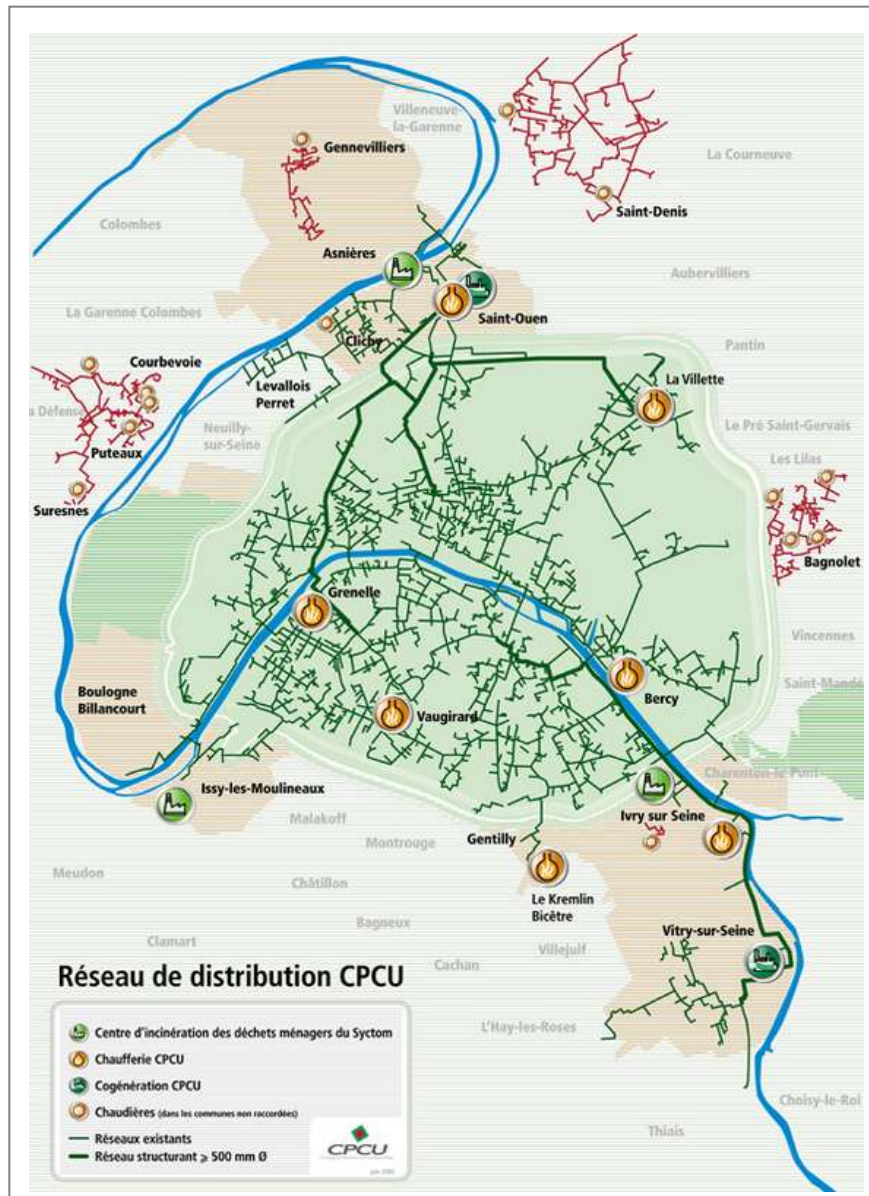 Villeneuve-
la-Garenne
Gennevilliers
La Courneuve
Saint-Denis
Colombes
Asnières
Aubervilliers
La Garenne Colombes
Saint-Ouen
Clichy
Pantin
Courbevoie
Levallois
Perret
La Villette
a Défense
Neuilly-
sur-Seine
Le Pré Saint-Gervais
Puteaux
Les Lilas
Suresnes
Bagnolet
Grenelle
Vincennes
Saint-Mandé
Boulogne
Billancourt
Bercy
Vaugirard
Charenton-le-Pont
Issy-les-Moulineaux
Ivry sur Seine
Malakoff
Gentilly
Montrouge
Meudon
Châtillon
Le Kremlin
Bicêtre
Bagneux
Vitry-sur-Seine
Clamart
Villejuif
Cachan
L'Hay-les-Roses
Choisy-le-Roi
Thiais
Réseau de distribution CPCU
Centre d'incinération des déchets ménagers du Syctom
Chaufferie CPCU
Cogénération CPCU
Chaudières (dans les communes non raccordées)
Réseaux existants
Réseau structurant ⩾ 500 mm Ø
CPCU